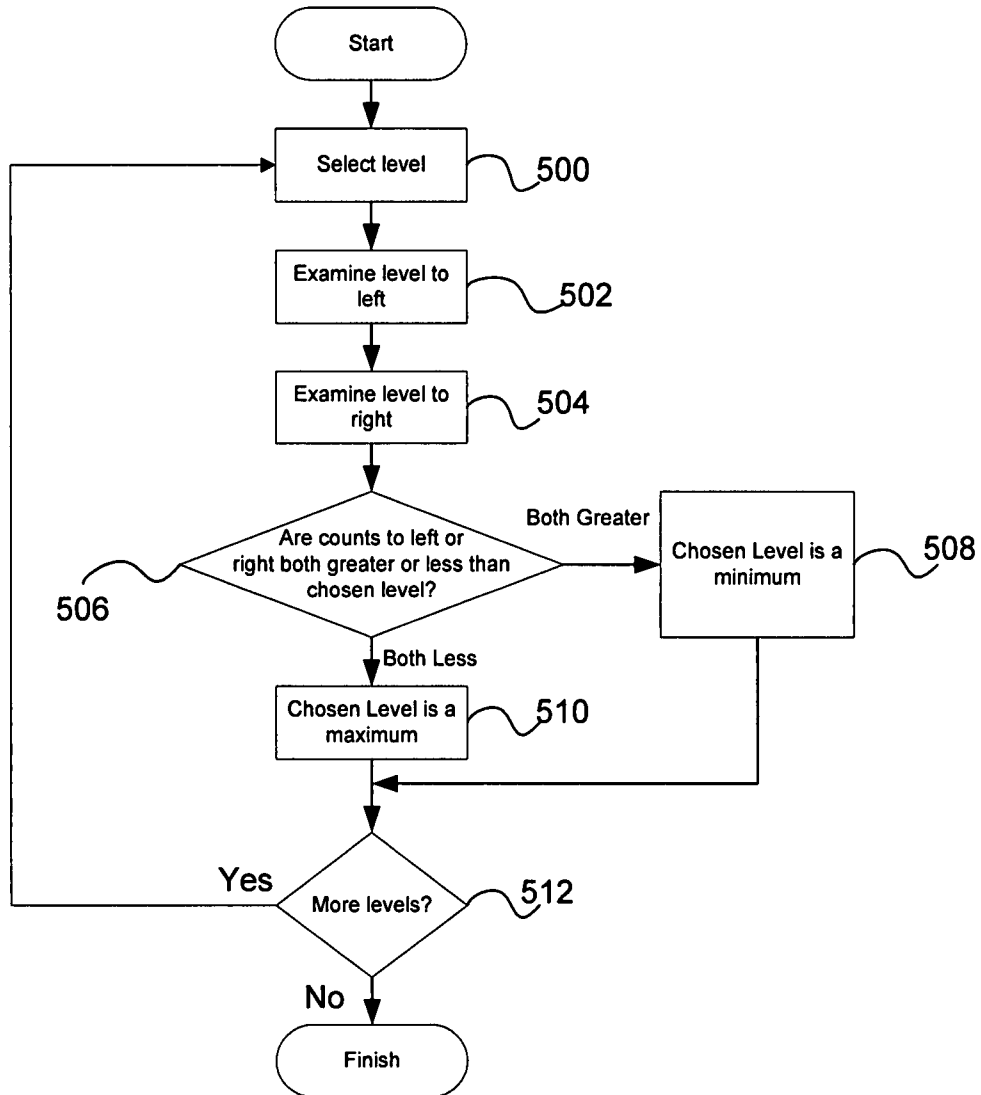 Start
Select level
500
Examine level to
left
502
Examine level to
right
504
Are counts to left or
right both greater or less than
chosen level?
506
Both Greater
Chosen Level is a
minimum
508
Both Less
Chosen Level is a
maximum
510
More levels?
512
Yes
No
Finish